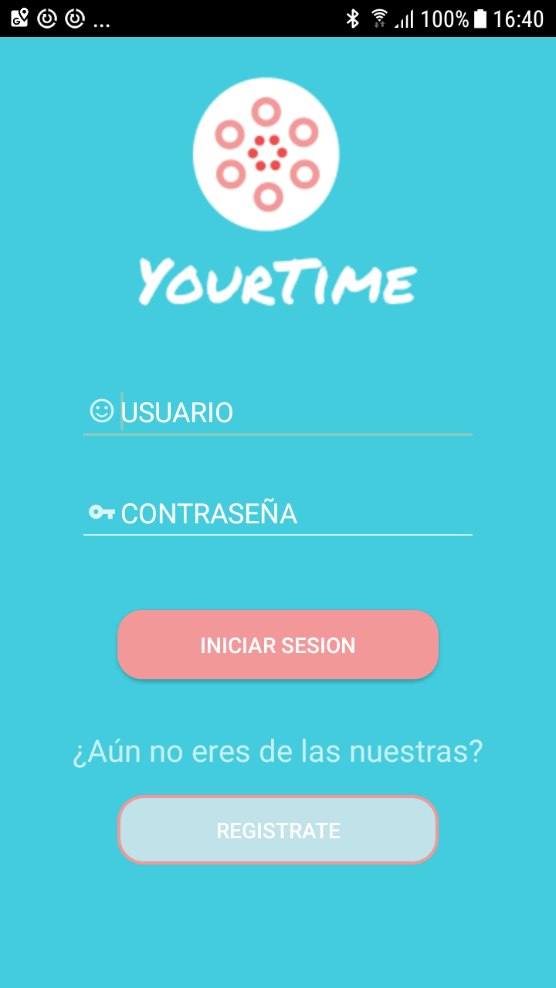 ... 100% 16:40
YourTime
USUARIO
CONTRASEÑA
INICIAR SESION
¿Aún no eres de las nuestras?
REGISTRATE